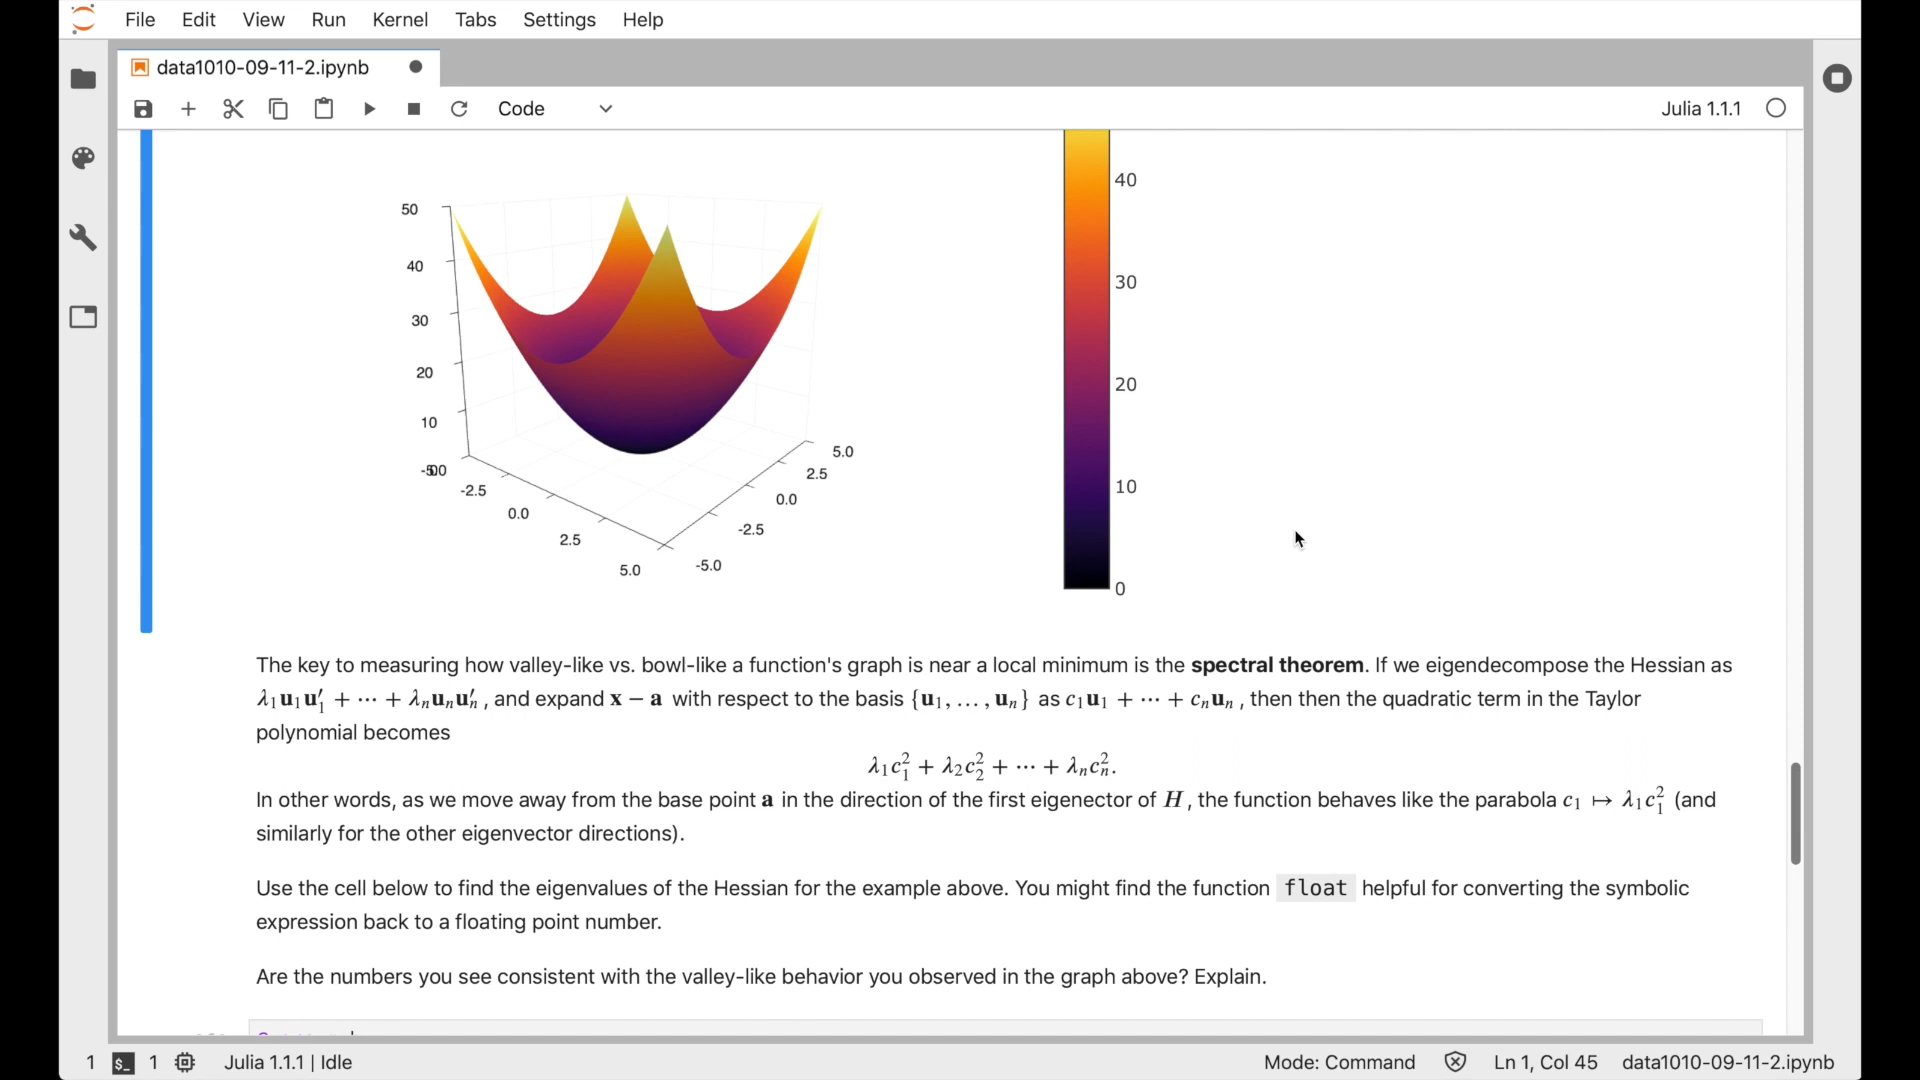 File Edit View Run Kernel Tabs Settings Help
data1010-09-11-2.ipynb
Code
Julia 1.1.1
50
40
30
20
10
-2.5
0.0
2.5
5.0
-5.0
-2.5
0.0
2.5
5.0
40
30
20
10
0
The key to measuring how valley-like vs. bowl-like a function's graph is near a local minimum is the spectral theorem. If we eigendecompose the Hessian as
λ₁u₁u′₁ + ⋯ + λₙuₙu′ₙ, and expand x − a with respect to the basis {u₁, … , uₙ} as c₁u₁ + ⋯ + cₙuₙ, then then the quadratic term in the Taylor
polynomial becomes
λ₁c₁² + λ₂c₂² + ⋯ + λₙcₙ².
In other words, as we move away from the base point a in the direction of the first eigenector of H, the function behaves like the parabola c₁ ↦ λ₁c₁² (and
similarly for the other eigenvector directions).
Use the cell below to find the eigenvalues of the Hessian for the example above. You might find the function float helpful for converting the symbolic
expression back to a floating point number.
Are the numbers you see consistent with the valley-like behavior you observed in the graph above? Explain.
1 $_ 1 Julia 1.1.1 | Idle Mode: Command Ln 1, Col 45 data1010-09-11-2.ipynb